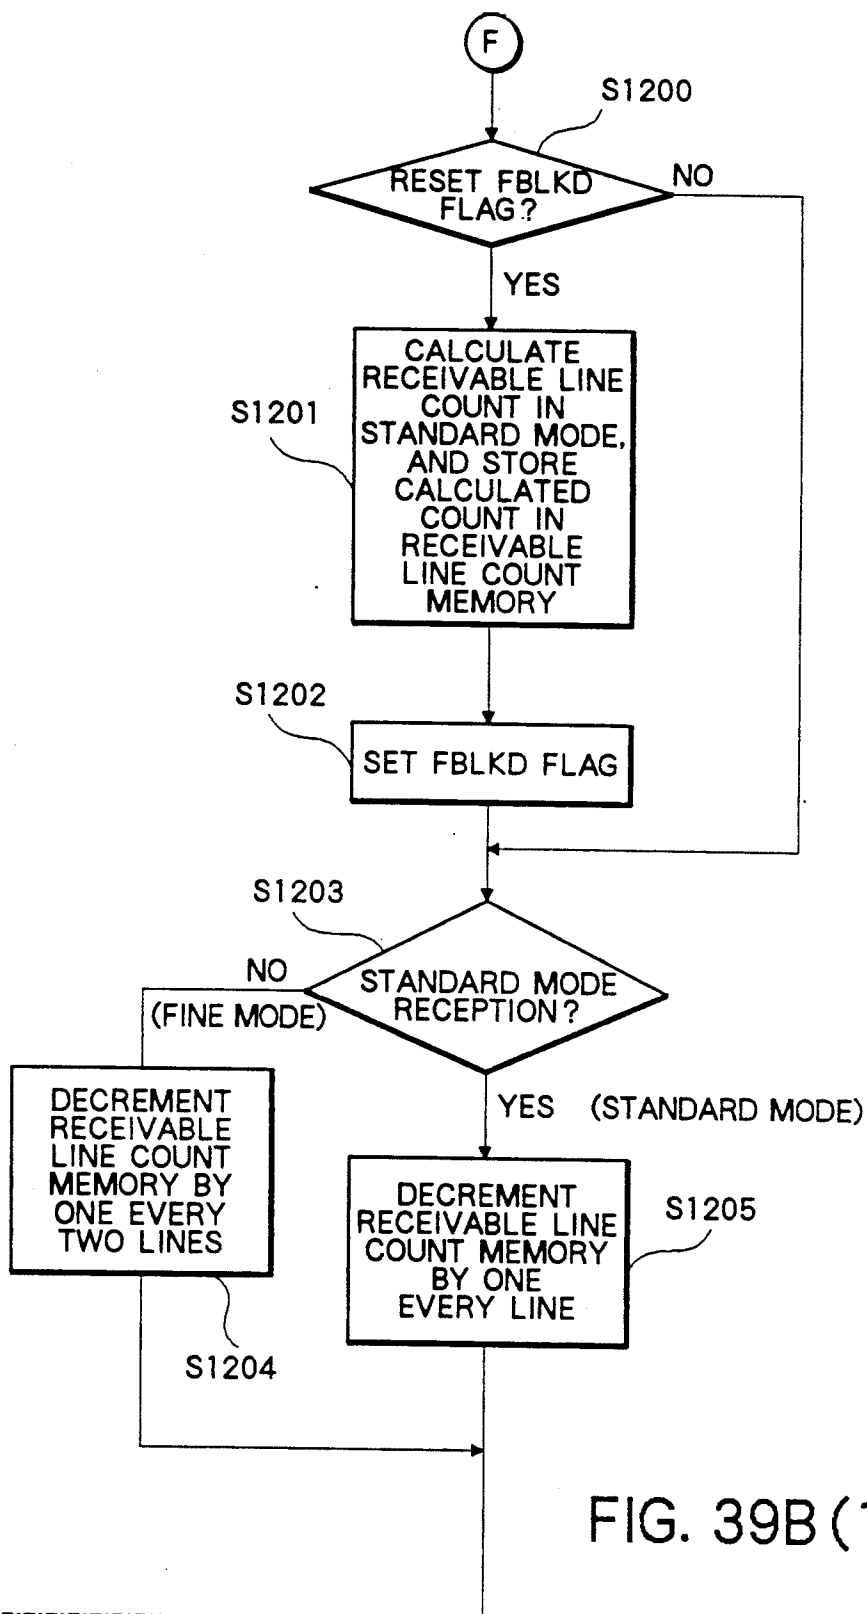 F
S1200
RESET FBLKD
FLAG?
NO
YES
S1201
CALCULATE
RECEIVABLE LINE
COUNT IN
STANDARD MODE,
AND STORE
CALCULATED
COUNT IN
RECEIVABLE
LINE COUNT
MEMORY
S1202
SET FBLKD FLAG
S1203
STANDARD MODE
RECEPTION?
NO
(FINE MODE)
YES (STANDARD MODE)
DECREMENT
RECEIVABLE
LINE COUNT
MEMORY BY
ONE EVERY
TWO LINES
S1204
DECREMENT
RECEIVABLE LINE
COUNT MEMORY
BY ONE
EVERY LINE
S1205
FIG. 39B (